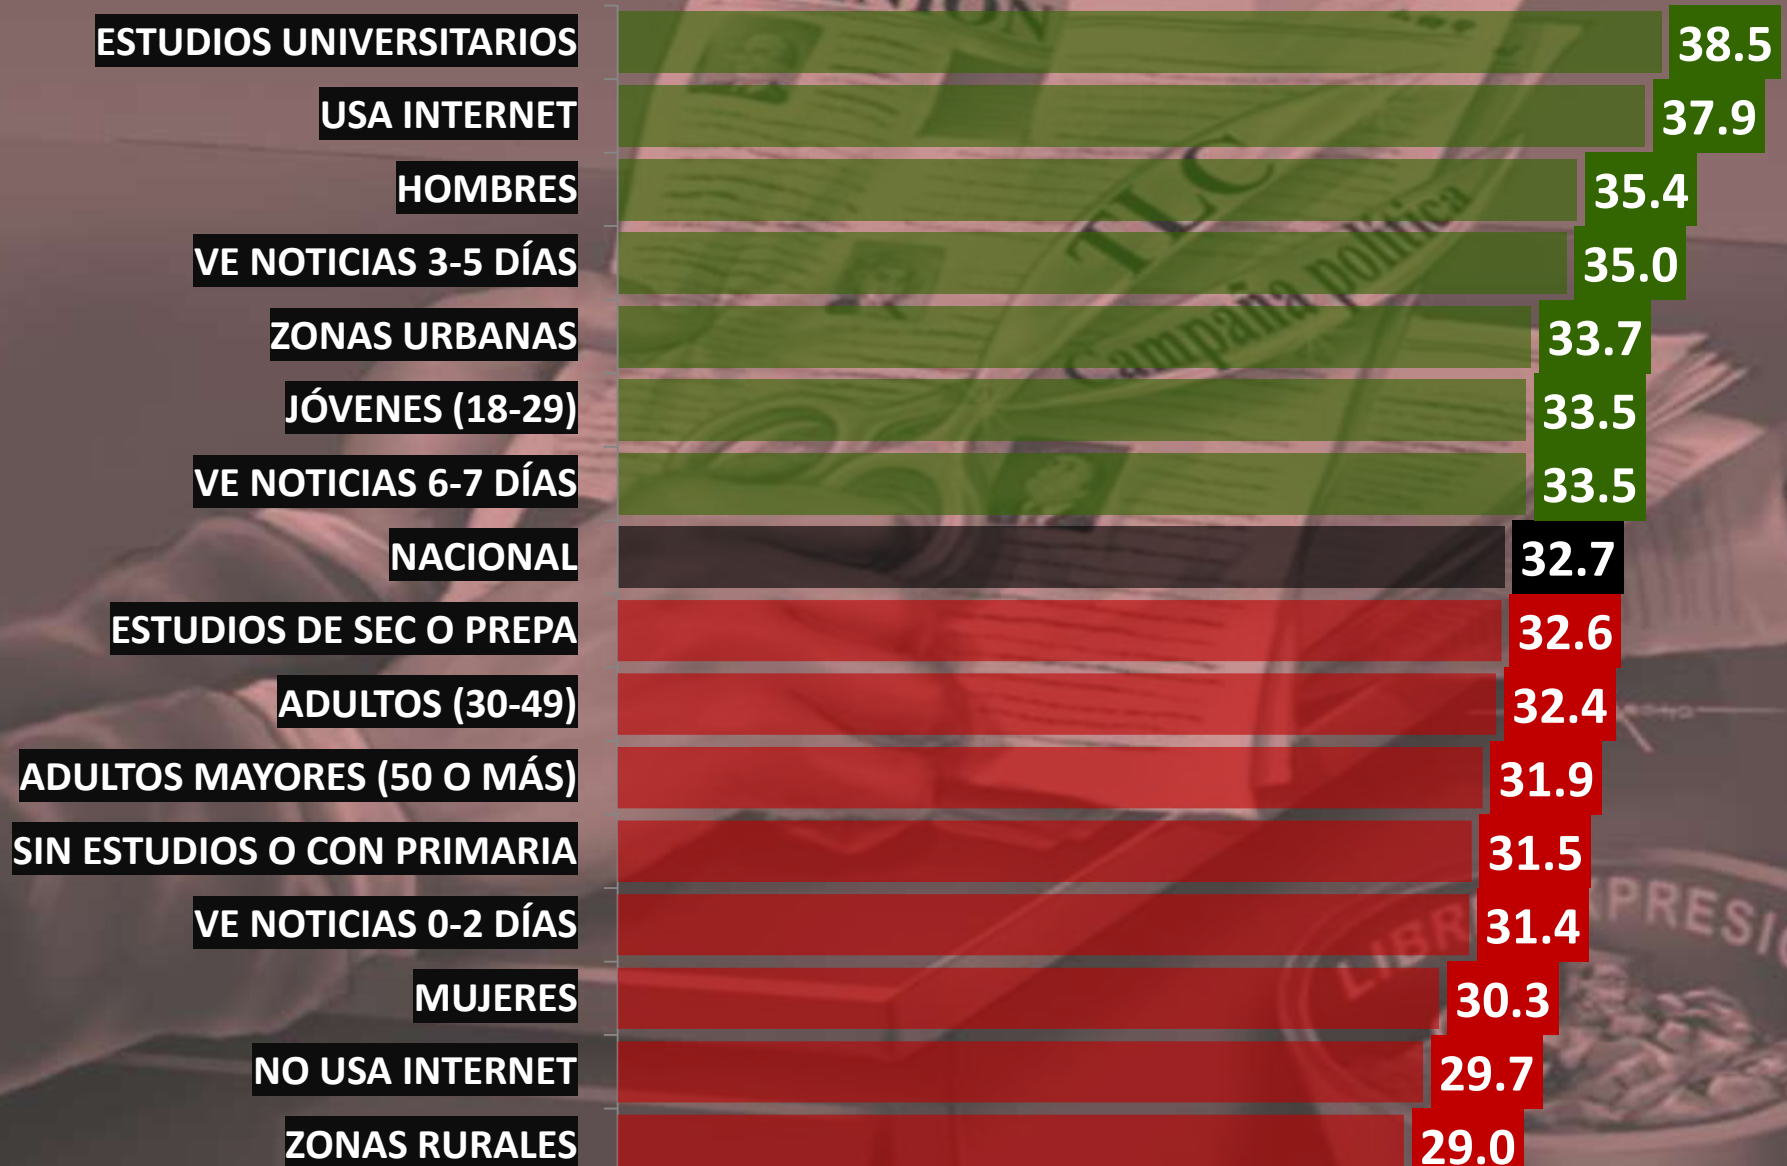 ESTUDIOS UNIVERSITARIOS 38.5
USA INTERNET 37.9
HOMBRES 35.4
VE NOTICIAS 3-5 DÍAS 35.0
ZONAS URBANAS 33.7
JÓVENES (18-29) 33.5
VE NOTICIAS 6-7 DÍAS 33.5
NACIONAL 32.7
ESTUDIOS DE SEC O PREPA 32.6
ADULTOS (30-49) 32.4
ADULTOS MAYORES (50 O MÁS) 31.9
SIN ESTUDIOS O CON PRIMARIA 31.5
VE NOTICIAS 0-2 DÍAS 31.4
MUJERES 30.3
NO USA INTERNET 29.7
ZONAS RURALES 29.0
TLC
Campaña política